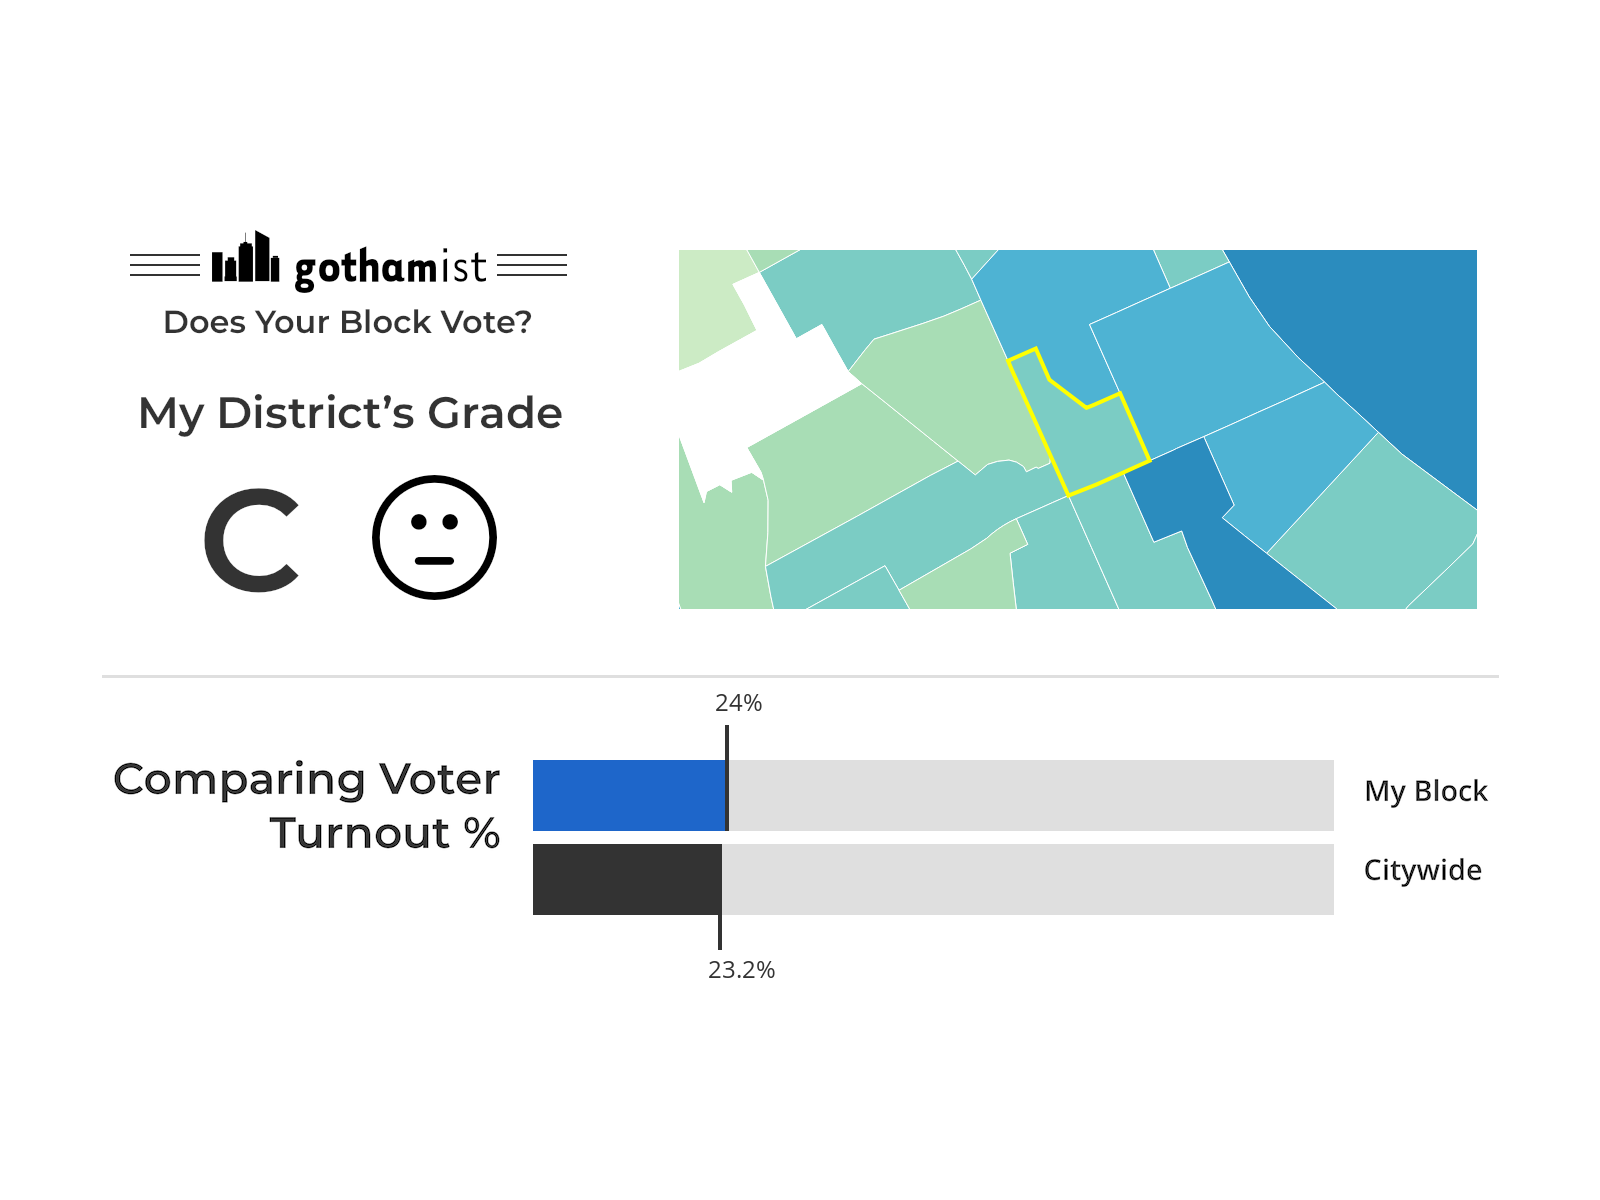 gothamist
Does Your Block Vote?
My District’s Grade
C
24%
Comparing Voter
Turnout %
My Block
Citywide
23.2%